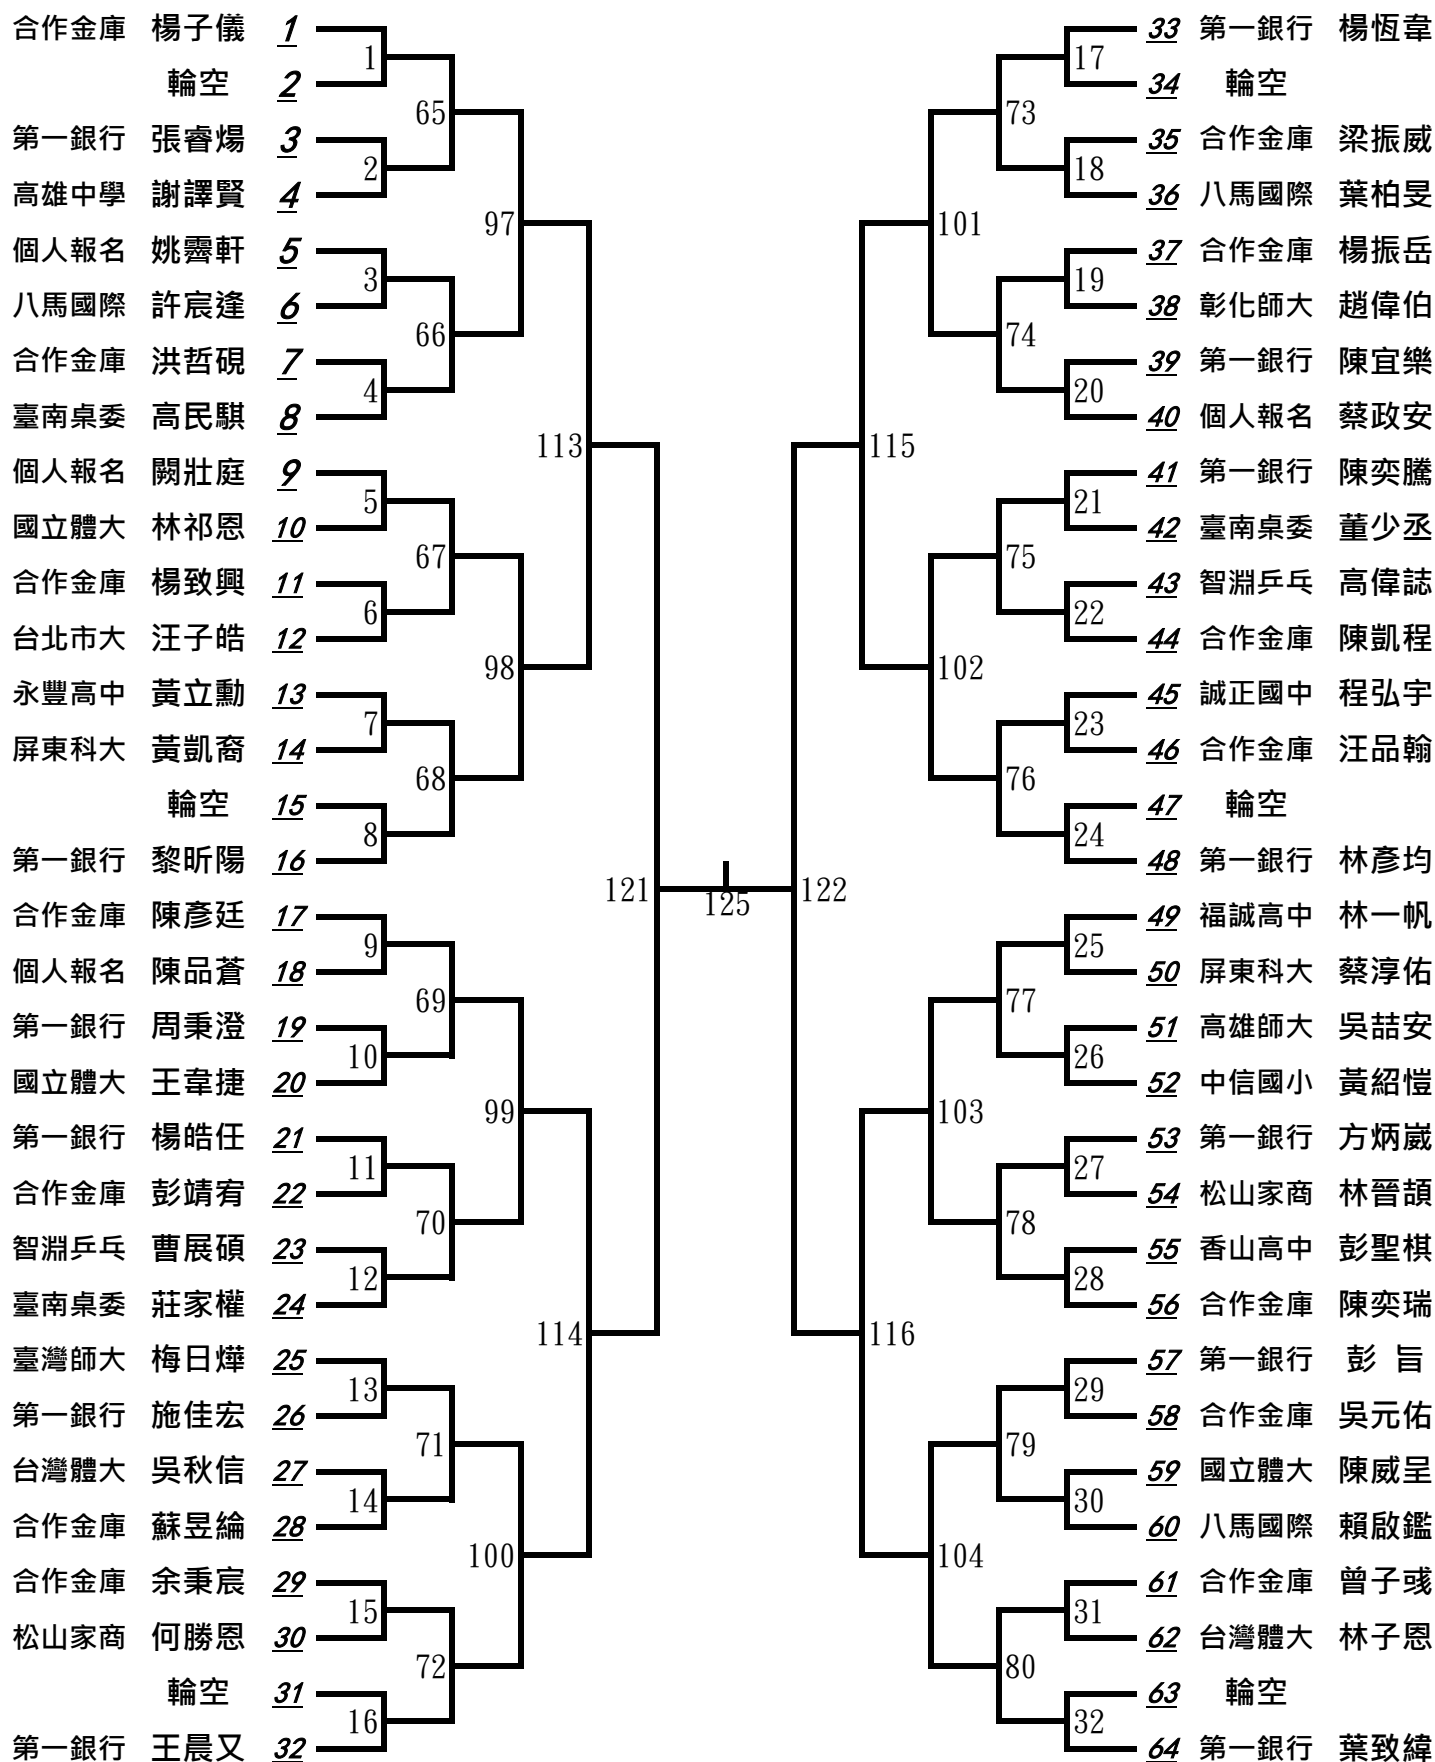 合作金庫 楊子儀 1
輪空 2
第一銀行 張睿煬 3
高雄中學 謝譯賢 4
個人報名 姚霽軒 5
八馬國際 許宸逢 6
合作金庫 洪哲硯 7
臺南桌委 高民騏 8
個人報名 闕壯庭 9
國立體大 林祁恩 10
合作金庫 楊致興 11
台北市大 汪子皓 12
永豐高中 黃立勳 13
屏東科大 黃凱裔 14
輪空 15
第一銀行 黎昕陽 16
合作金庫 陳彥廷 17
個人報名 陳品蒼 18
第一銀行 周秉澄 19
國立體大 王韋捷 20
第一銀行 楊皓任 21
合作金庫 彭靖宥 22
智淵乒乓 曹展碩 23
臺南桌委 莊家權 24
臺灣師大 梅日燁 25
第一銀行 施佳宏 26
台灣體大 吳秋信 27
合作金庫 蘇昱綸 28
合作金庫 余秉宸 29
松山家商 何勝恩 30
輪空 31
第一銀行 王晨又 32
1
2
3
4
5
6
7
8
9
10
11
12
13
14
15
16
65
66
67
68
69
70
71
72
97
98
99
100
113
114
121
125
122
115
116
101
102
103
104
73
74
75
76
77
78
79
80
17
18
19
20
21
22
23
24
25
26
27
28
29
30
31
32
33 第一銀行 楊恆韋
34 輪空
35 合作金庫 梁振威
36 八馬國際 葉柏旻
37 合作金庫 楊振岳
38 彰化師大 趙偉伯
39 第一銀行 陳宜樂
40 個人報名 蔡政安
41 第一銀行 陳奕騰
42 臺南桌委 董少丞
43 智淵乒乓 高偉誌
44 合作金庫 陳凱程
45 誠正國中 程弘宇
46 合作金庫 汪品翰
47 輪空
48 第一銀行 林彥均
49 福誠高中 林一帆
50 屏東科大 蔡淳佑
51 高雄師大 吳喆安
52 中信國小 黃紹愷
53 第一銀行 方炳崴
54 松山家商 林晉頡
55 香山高中 彭聖棋
56 合作金庫 陳奕瑞
57 第一銀行 彭 旨
58 合作金庫 吳元佑
59 國立體大 陳威呈
60 八馬國際 賴啟鑑
61 合作金庫 曾子彧
62 台灣體大 林子恩
63 輪空
64 第一銀行 葉致緯